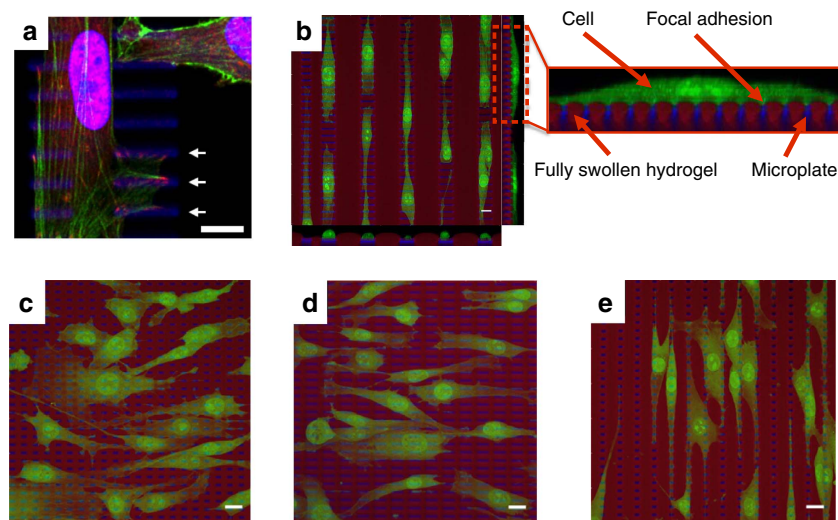 a
b
Cell
Focal adhesion
Fully swollen hydrogel
Microplate
c
d
e